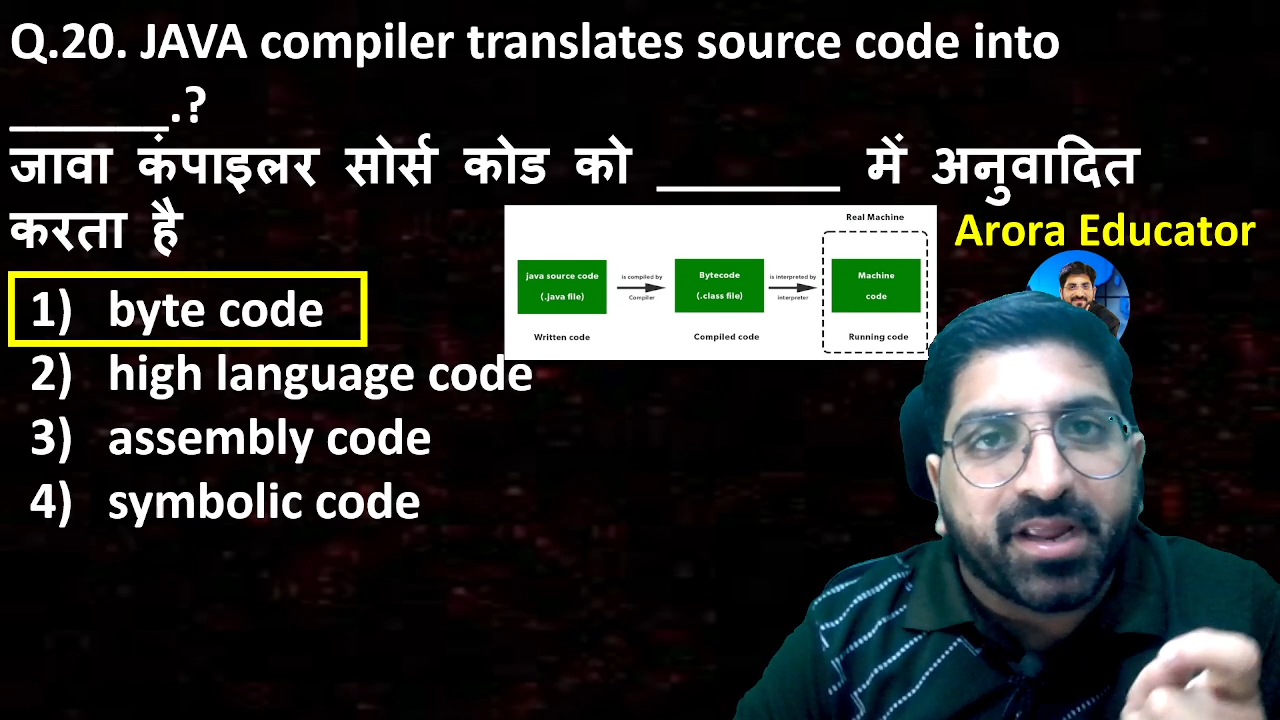 Q.20. JAVA compiler translates source code into
_______.?
जावा कंपाइलर सोर्स कोड को _______ में अनुवादित
करता है
Arora Educator
1) byte code
2) high language code
3) assembly code
4) symbolic code
Real Machine
java source code
(.java file)
is compiled by
Compiler
Bytecode
(.class file)
is interpreted by
interpreter
Machine
code
Written code
Compiled code
Running code